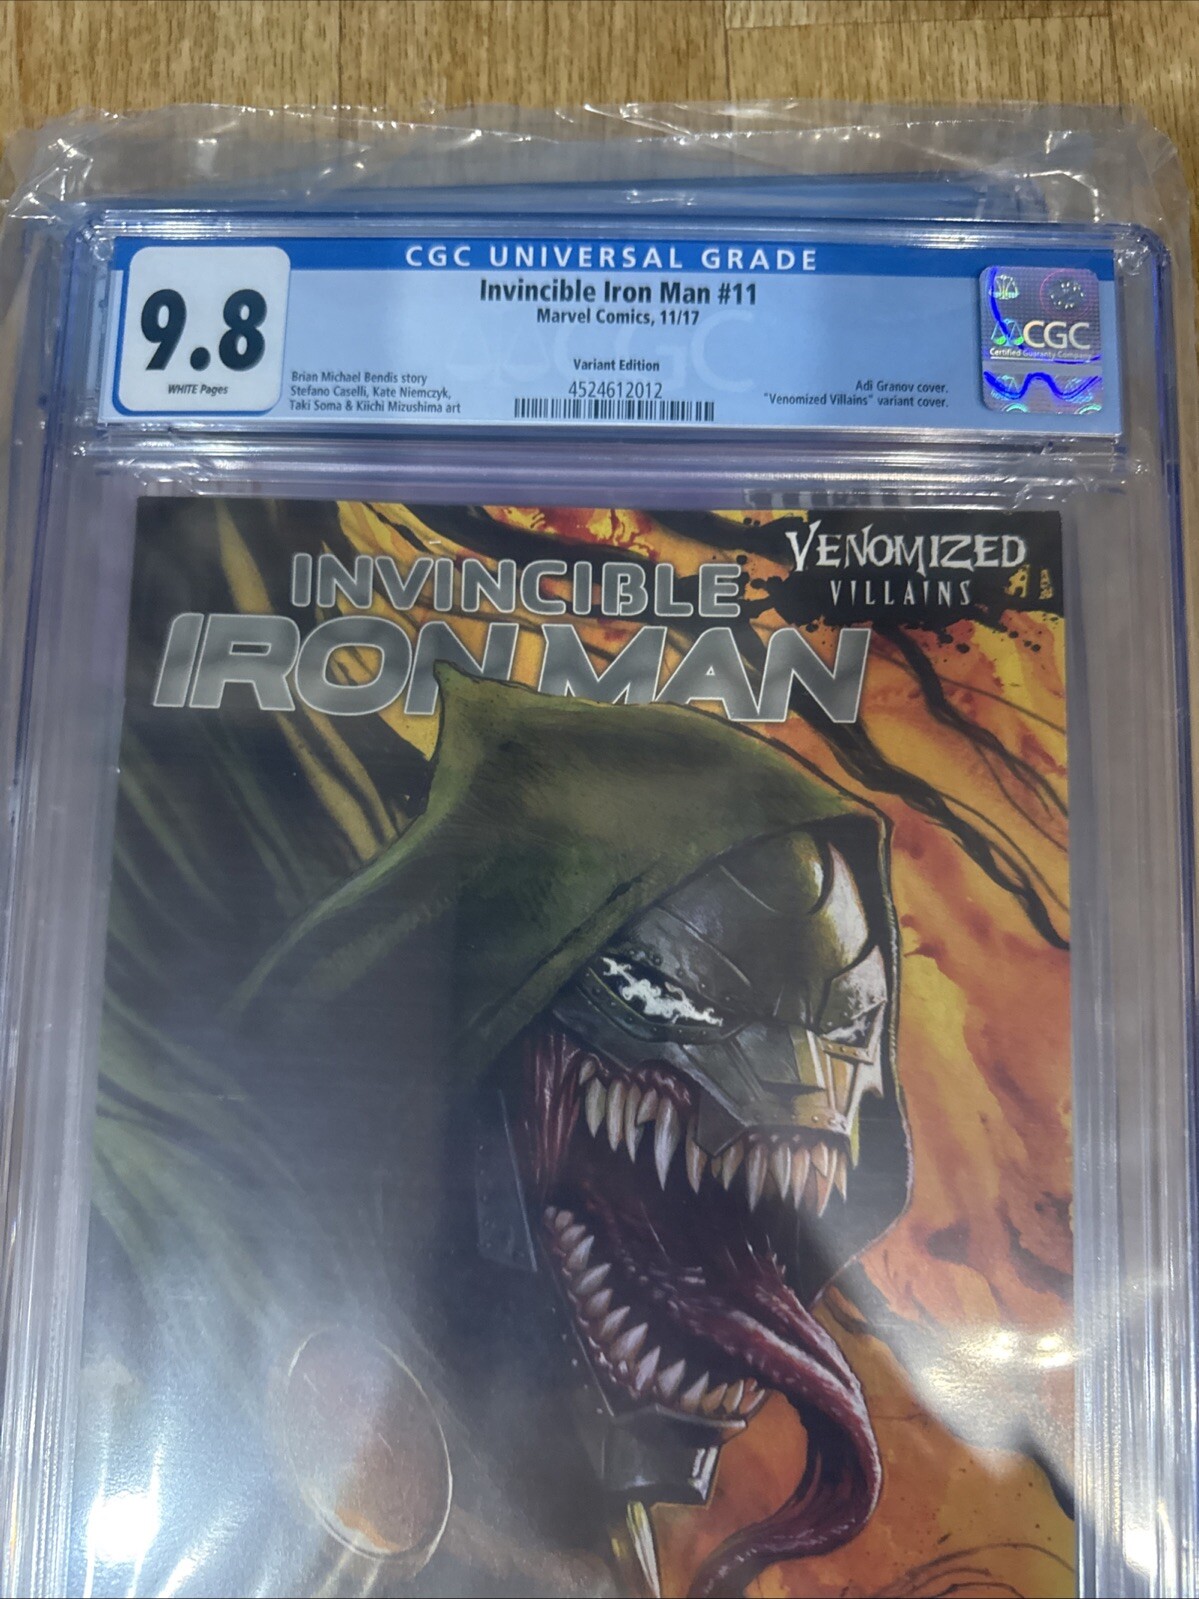 CGC UNIVERSAL GRADE
9.8
WHITE Pages
Invincible Iron Man #11
Marvel Comics, 11/17
Variant Edition
4524612012
Brian Michael Bendis story
Stefano Caselli, Kate Niemczyk,
Taki Soma & Kiichi Mizushima art
Adi Granov cover.
"Venomized Villains" variant cover.
CGC
Certified Guaranty Company
CGC
VENOMIZED
VILLAINS
INVINCIBLE
IRON MAN